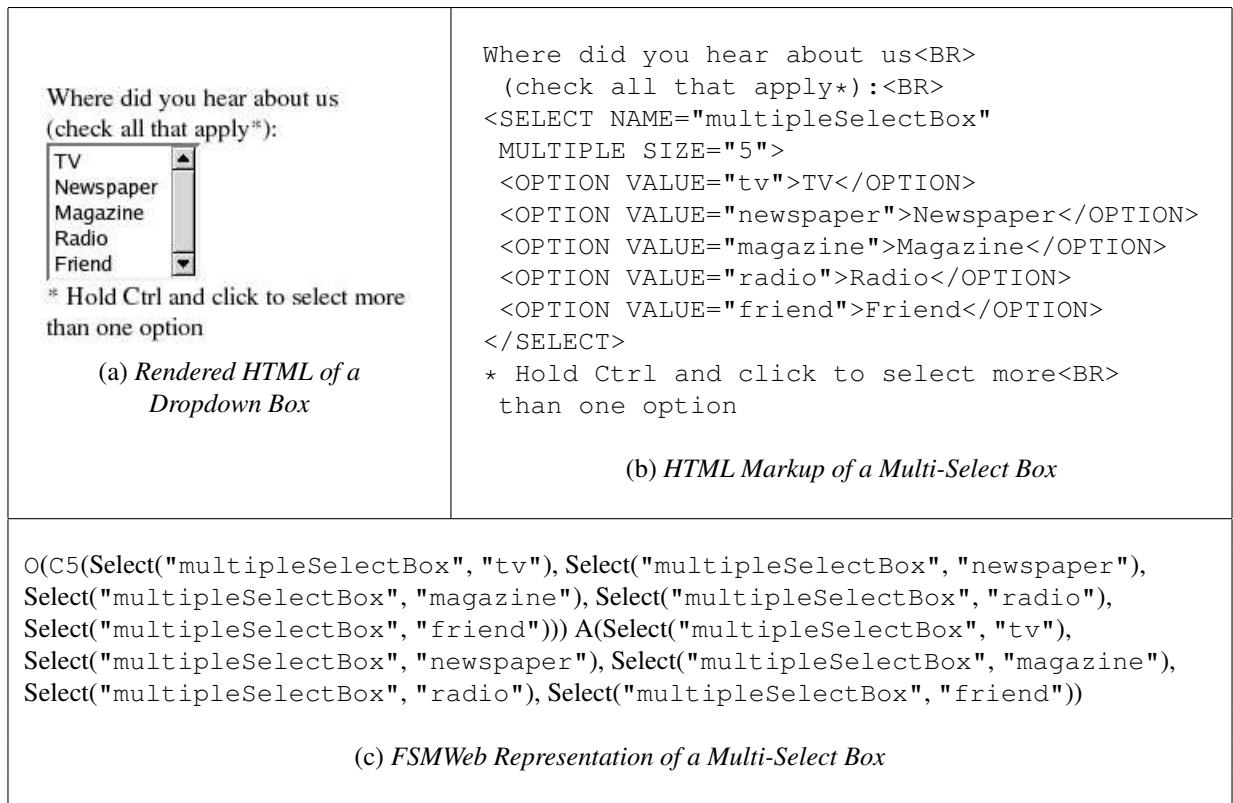 Where did you hear about us
(check all that apply*):
TV
Newspaper
Magazine
Radio
Friend
* Hold Ctrl and click to select more
than one option
(a) Rendered HTML of a
Dropdown Box
Where did you hear about us<BR>
(check all that apply*):<BR>
<SELECT NAME="multipleSelectBox"
MULTIPLE SIZE="5">
<OPTION VALUE="tv">TV</OPTION>
<OPTION VALUE="newspaper">Newspaper</OPTION>
<OPTION VALUE="magazine">Magazine</OPTION>
<OPTION VALUE="radio">Radio</OPTION>
<OPTION VALUE="friend">Friend</OPTION>
</SELECT>
* Hold Ctrl and click to select more<BR>
than one option
(b) HTML Markup of a Multi-Select Box
O(C5(Select("multipleSelectBox", "tv"), Select("multipleSelectBox", "newspaper"),
Select("multipleSelectBox", "magazine"), Select("multipleSelectBox", "radio"),
Select("multipleSelectBox", "friend"))) A(Select("multipleSelectBox", "tv"),
Select("multipleSelectBox", "newspaper"), Select("multipleSelectBox", "magazine"),
Select("multipleSelectBox", "radio"), Select("multipleSelectBox", "friend"))
(c) FSMWeb Representation of a Multi-Select Box